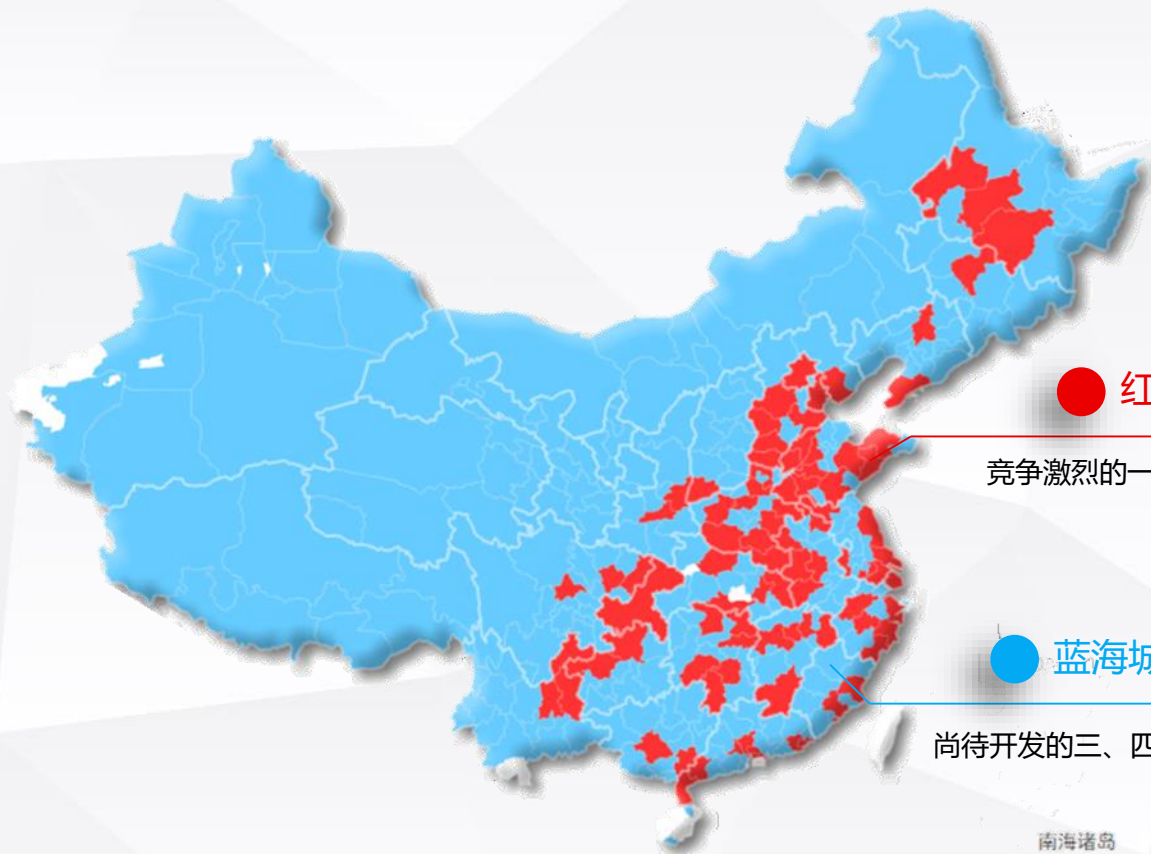 红
竞争激烈的一
蓝海城
尚待开发的三、四
南海诸岛